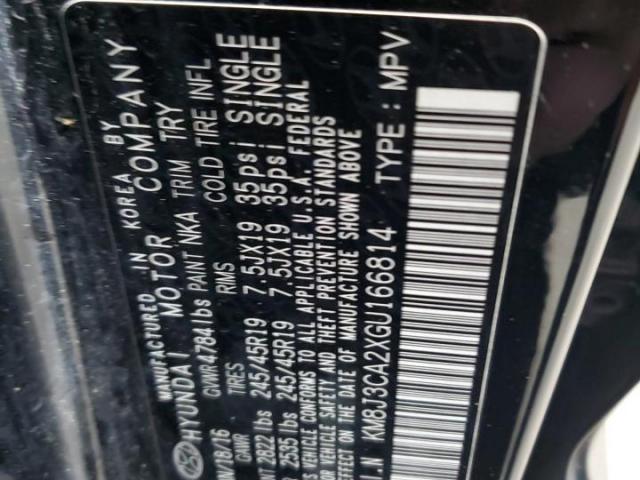 MANUFACTURED IN KOREA BY
HYUNDAI MOTOR COMPANY
/18/16 GVWR 4784 lbs PAINT NKA TRIM TRY
GAWR TIRES RIMS COLD TIRE INFL
NT 2822 lbs 245/45R19 7.5JX19 35psi SINGLE
2535 lbs 245/45R19 7.5JX19 35psi SINGLE
S VEHICLE CONFORMS TO ALL APPLICABLE U.S.A. FEDERAL
OR VEHICLE SAFETY AND THEFT PREVENTION STANDARDS
EFFECT ON THE DATE OF MANUFACTURE SHOWN ABOVE
I.N KM8J3CA2XGU166814 TYPE : MPV